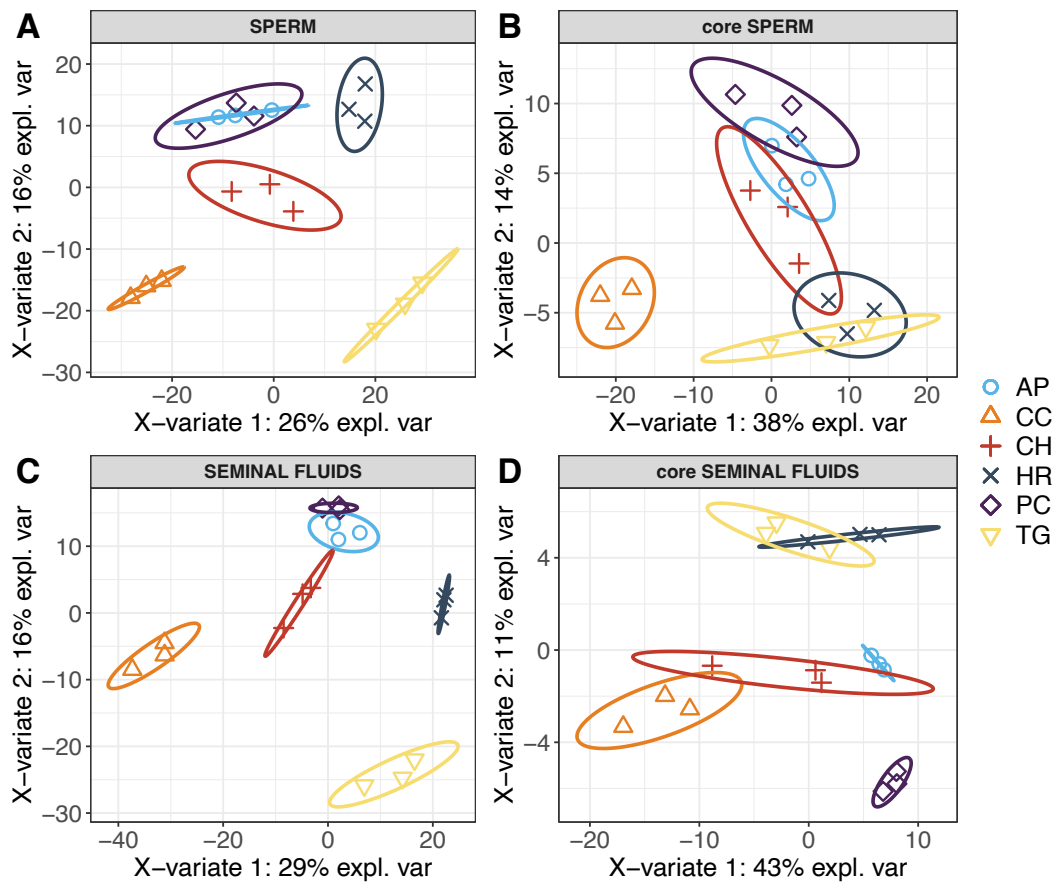 A
SPERM
20
10
0
−10
−20
−30
X−variate 2: 16% expl. var
−20
0
20
X−variate 1: 26% expl. var
B
core SPERM
10
5
0
−5
X−variate 2: 14% expl. var
−20
−10
0
10
20
X−variate 1: 38% expl. var
C
SEMINAL FLUIDS
10
0
−10
−20
−30
X−variate 2: 16% expl. var
−40
−20
0
20
X−variate 1: 29% expl. var
D
core SEMINAL FLUIDS
4
0
−4
X−variate 2: 11% expl. var
−20
−10
0
10
X−variate 1: 43% expl. var
AP
CC
CH
HR
PC
TG